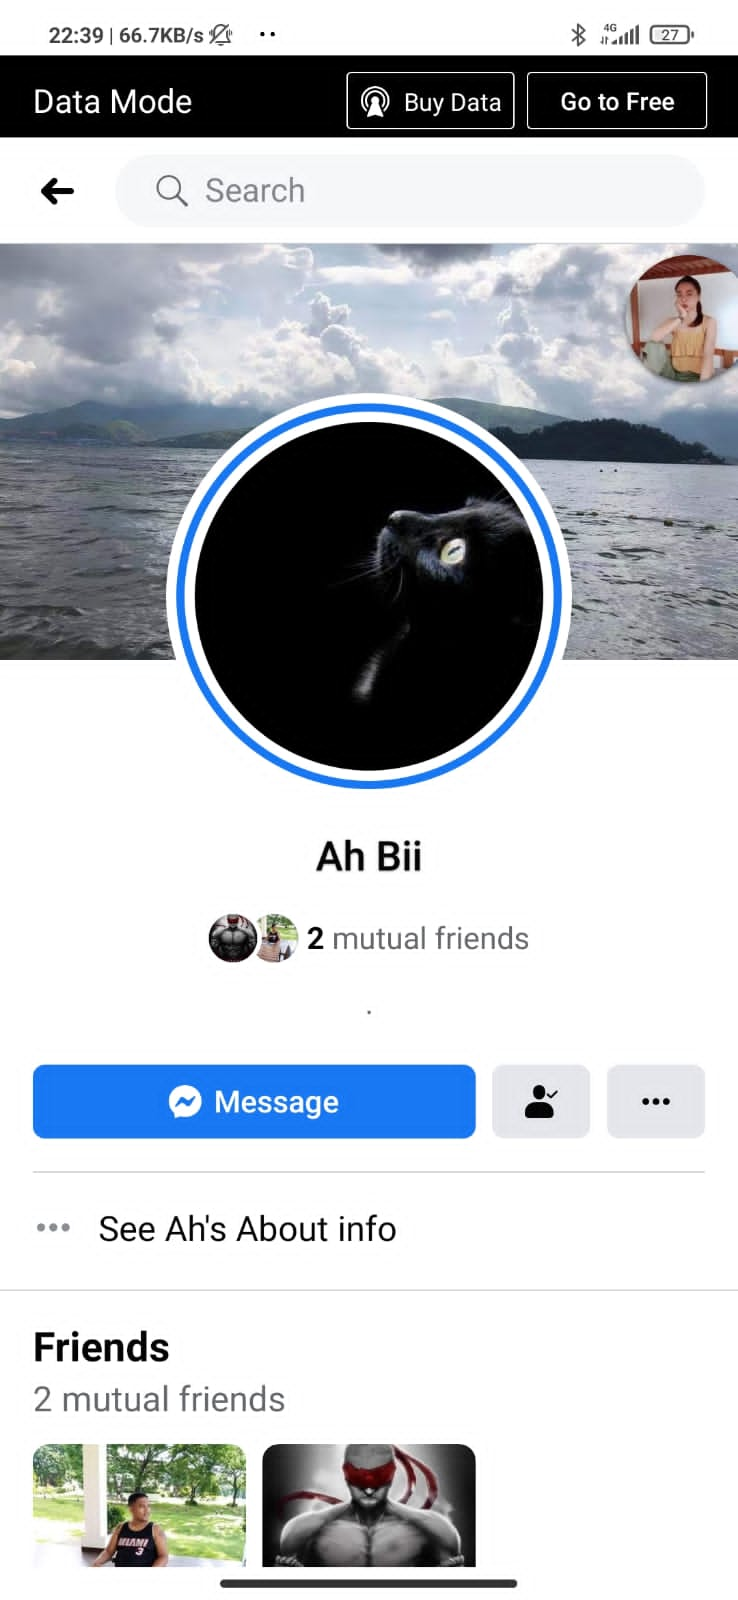 22:39 | 66.7KB/s
4G
27
Data Mode
Buy Data
Go to Free
Search
Ah Bii
2 mutual friends
.
Message
See Ah's About info
Friends
2 mutual friends
MIAMI
3